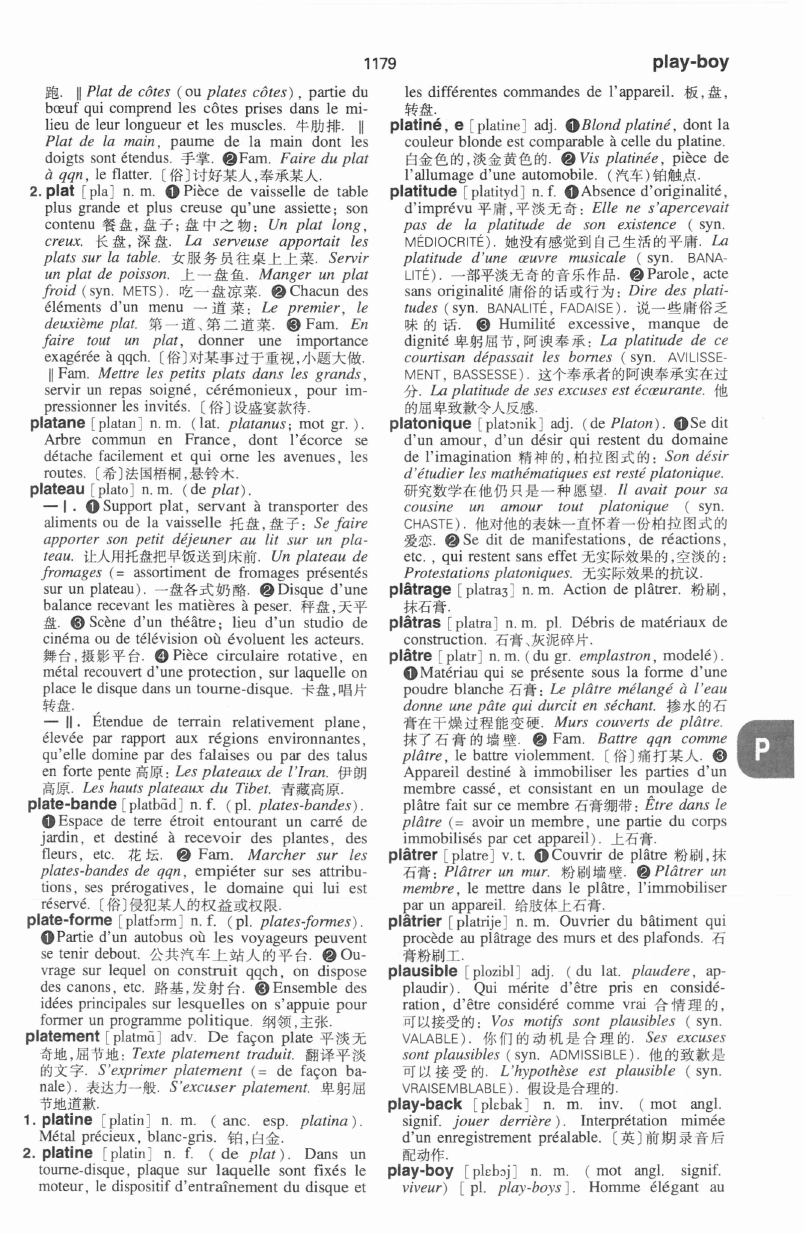 1179
play-boy
跑. ‖ Plat de côtes (ou plates côtes), partie du
bœuf qui comprend les côtes prises dans le mi-
lieu de leur longueur et les muscles. 牛肋排. ‖
Plat de la main, paume de la main dont les
doigts sont étendus. 手掌. ❷Fam. Faire du plat
à qqn, le flatter. 〔俗〕讨好某人,奉承某人.
2. plat [pla] n. m. ❶ Pièce de vaisselle de table
plus grande et plus creuse qu'une assiette; son
contenu 餐盘,盘子; 盘中之物: Un plat long,
creux. 长盘,深盘. La serveuse apportait les
plats sur la table. 女服务员往桌上上菜. Servir
un plat de poisson. 上一盘鱼. Manger un plat
froid (syn. METS). 吃一盘凉菜. ❷ Chacun des
éléments d'un menu 一道菜: Le premier, le
deuxième plat. 第一道、第二道菜. ❸ Fam. En
faire tout un plat, donner une importance
exagérée à qqch. 〔俗〕对某事过于重视,小题大做.
‖ Fam. Mettre les petits plats dans les grands,
servir un repas soigné, cérémonieux, pour im-
pressionner les invités. 〔俗〕设盛宴款待.
platane [platan] n. m. (lat. platanus; mot gr.).
Arbre commun en France, dont l'écorce se
détache facilement et qui orne les avenues, les
routes. 〔希〕法国梧桐,悬铃木.
plateau [plato] n. m. (de plat).
— I. ❶ Support plat, servant à transporter des
aliments ou de la vaisselle 托盘,盘子: Se faire
apporter son petit déjeuner au lit sur un pla-
teau. 让人用托盘把早饭送到床前. Un plateau de
fromages (= assortiment de fromages présentés
sur un plateau). 一盘各式奶酪. ❷ Disque d'une
balance recevant les matières à peser. 秤盘,天平
盘. ❸ Scène d'un théâtre; lieu d'un studio de
cinéma ou de télévision où évoluent les acteurs.
舞台,摄影平台. ❹ Pièce circulaire rotative, en
métal recouvert d'une protection, sur laquelle on
place le disque dans un tourne-disque. 卡盘,唱片
转盘.
— II. Étendue de terrain relativement plane,
élevée par rapport aux régions environnantes,
qu'elle domine par des falaises ou par des talus
en forte pente 高原: Les plateaux de l'Iran. 伊朗
高原. Les hauts plateaux du Tibet. 青藏高原.
plate-bande [platbɑ̃d] n. f. (pl. plates-bandes).
❶ Espace de terre étroit entourant un carré de
jardin, et destiné à recevoir des plantes, des
fleurs, etc. 花坛. ❷ Fam. Marcher sur les
plates-bandes de qqn, empiéter sur ses attribu-
tions, ses prérogatives, le domaine qui lui est
réservé. 〔俗〕侵犯某人的权益或权限.
plate-forme [platfɔrm] n. f. (pl. plates-formes).
❶Partie d'un autobus où les voyageurs peuvent
se tenir debout. 公共汽车上站人的平台. ❷ Ou-
vrage sur lequel on construit qqch, on dispose
des canons, etc. 路基,发射台. ❸Ensemble des
idées principales sur lesquelles on s'appuie pour
former un programme politique. 纲领,主张.
platement [platmɑ̃] adv. De façon plate 平淡无
奇地,屈节地: Texte platement traduit. 翻译平淡
的文字. S'exprimer platement (= de façon ba-
nale). 表达力一般. S'excuser platement. 卑躬屈
节地道歉.
1. platine [platin] n. m. (anc. esp. platina).
Métal précieux, blanc-gris. 铂,白金.
2. platine [platin] n. f. (de plat). Dans un
tourne-disque, plaque sur laquelle sont fixés le
moteur, le dispositif d'entraînement du disque et
les différentes commandes de l'appareil. 板,盘,
转盘.
platiné, e [platine] adj. ❶Blond platiné, dont la
couleur blonde est comparable à celle du platine.
白金色的,淡金黄色的. ❷ Vis platinée, pièce de
l'allumage d'une automobile. (汽车)铂触点.
platitude [platityd] n. f. ❶Absence d'originalité,
d'imprévu 平庸,平淡无奇: Elle ne s'apercevait
pas de la platitude de son existence (syn.
MÉDIOCRITÉ). 她没有感觉到自己生活的平庸. La
platitude d'une œuvre musicale (syn. BANA-
LITÉ). 一部平淡无奇的音乐作品. ❷ Parole, acte
sans originalité 庸俗的话或行为: Dire des plati-
tudes (syn. BANALITÉ, FADAISE). 说一些庸俗乏
味的话. ❸ Humilité excessive, manque de
dignité 卑躬屈节,阿谀奉承: La platitude de ce
courtisan dépassait les bornes (syn. AVILISSE-
MENT, BASSESSE). 这个奉承者的阿谀奉承实在过
分. La platitude de ses excuses est écœurante. 他
的屈卑致歉令人反感.
platonique [platɔnik] adj. (de Platon). ❶Se dit
d'un amour, d'un désir qui restent du domaine
de l'imagination 精神的,柏拉图式的: Son désir
d'étudier les mathématiques est resté platonique.
研究数学在他仍只是一种愿望. Il avait pour sa
cousine un amour tout platonique (syn.
CHASTE). 他对他的表妹一直怀着一份柏拉图式的
爱恋. ❷ Se dit de manifestations, de réactions,
etc., qui restent sans effet 无实际效果的,空淡的:
Protestations platoniques. 无实际效果的抗议.
plâtrage [platraʒ] n. m. Action de plâtrer. 粉刷,
抹石膏.
plâtras [platra] n. m. pl. Débris de matériaux de
construction. 石膏、灰泥碎片.
plâtre [platr] n. m. (du gr. emplastron, modelé).
❶Matériau qui se présente sous la forme d'une
poudre blanche 石膏: Le plâtre mélangé à l'eau
donne une pâte qui durcit en séchant. 掺水的石
膏在干燥过程能变硬. Murs couverts de plâtre.
抹了石膏的墙壁. ❷ Fam. Battre qqn comme
plâtre, le battre violemment. 〔俗〕痛打某人. ❸
Appareil destiné à immobiliser les parties d'un
membre cassé, et consistant en un moulage de
plâtre fait sur ce membre 石膏绷带: Être dans le
plâtre (= avoir un membre, une partie du corps
immobilisés par cet appareil). 上石膏.
plâtrer [platre] v. t. ❶Couvrir de plâtre 粉刷,抹
石膏: Plâtrer un mur. 粉刷墙壁. ❷ Plâtrer un
membre, le mettre dans le plâtre, l'immobiliser
par un appareil. 给肢体上石膏.
plâtrier [platrije] n. m. Ouvrier du bâtiment qui
procède au plâtrage des murs et des plafonds. 石
膏粉刷工.
plausible [plozibl] adj. (du lat. plaudere, ap-
plaudir). Qui mérite d'être pris en considé-
ration, d'être considéré comme vrai 合情理的,
可以接受的: Vos motifs sont plausibles (syn.
VALABLE). 你们的动机是合理的. Ses excuses
sont plausibles (syn. ADMISSIBLE). 他的致歉是
可以接受的. L'hypothèse est plausible (syn.
VRAISEMBLABLE). 假设是合理的.
play-back [plɛbak] n. m. inv. (mot angl.
signif. jouer derrière). Interprétation mimée
d'un enregistrement préalable. 〔英〕前期录音后
配动作.
play-boy [plɛbɔj] n. m. (mot angl. signif.
viveur) [pl. play-boys]. Homme élégant au
P